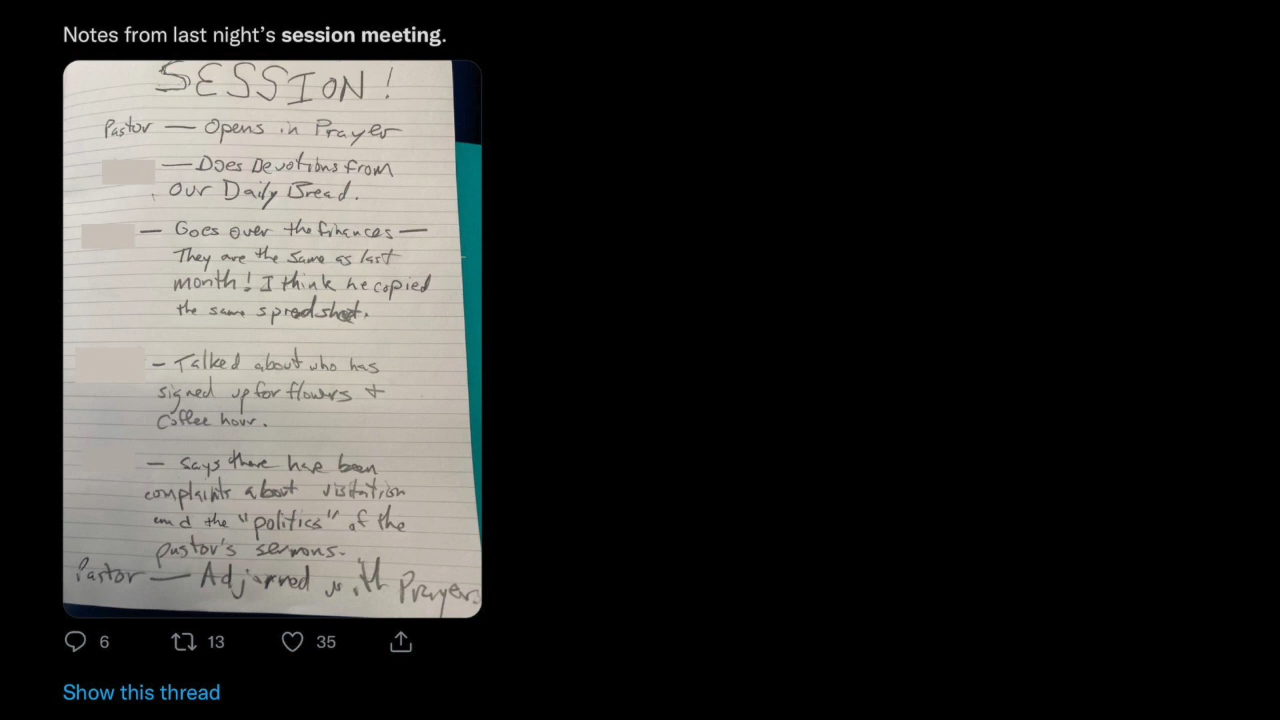 Notes from last night’s session meeting.
SESSION!
Pastor — Opens in Prayer
— Does Devotions from
Our Daily Bread.
— Goes over the finances —
They are the same as last
month! I think he copied
the same spredshet.
— Talked about who has
signed up for flowers +
Coffee hour.
— Says there have been
complaints about visitation
and the "politics" of the
pastor's sermons.
Pastor — Adjurred with Prayer.
6
13
35
Show this thread